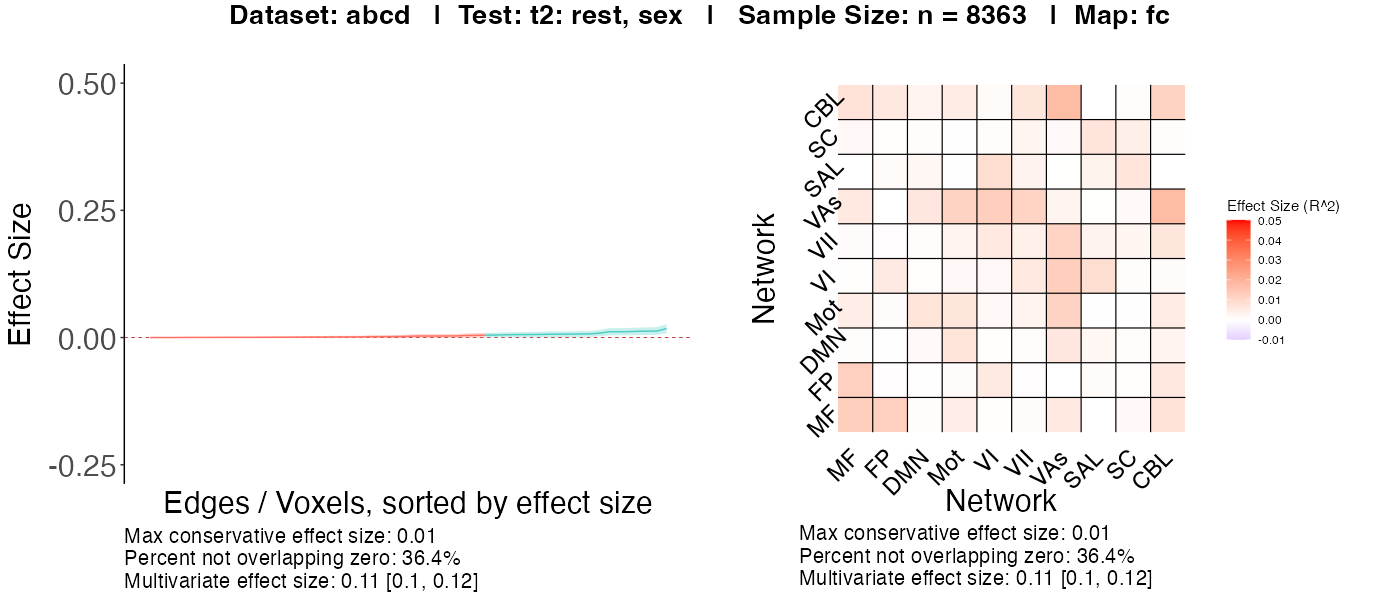 Dataset: abcd | Test: t2: rest, sex | Sample Size: n = 8363 | Map: fc
0.50
0.25
0.00
-0.25
Effect Size
Edges / Voxels, sorted by effect size
Max conservative effect size: 0.01
Percent not overlapping zero: 36.4%
Multivariate effect size: 0.11 [0.1, 0.12]
Network
CBL
SC
SAL
VAs
VII
VI
Mot
DMN
FP
MF
MF
FP
DMN
Mot
VI
VII
VAs
SAL
SC
CBL
Network
Max conservative effect size: 0.01
Percent not overlapping zero: 36.4%
Multivariate effect size: 0.11 [0.1, 0.12]
Effect Size (R^2)
0.05
0.04
0.03
0.02
0.01
0.00
-0.01